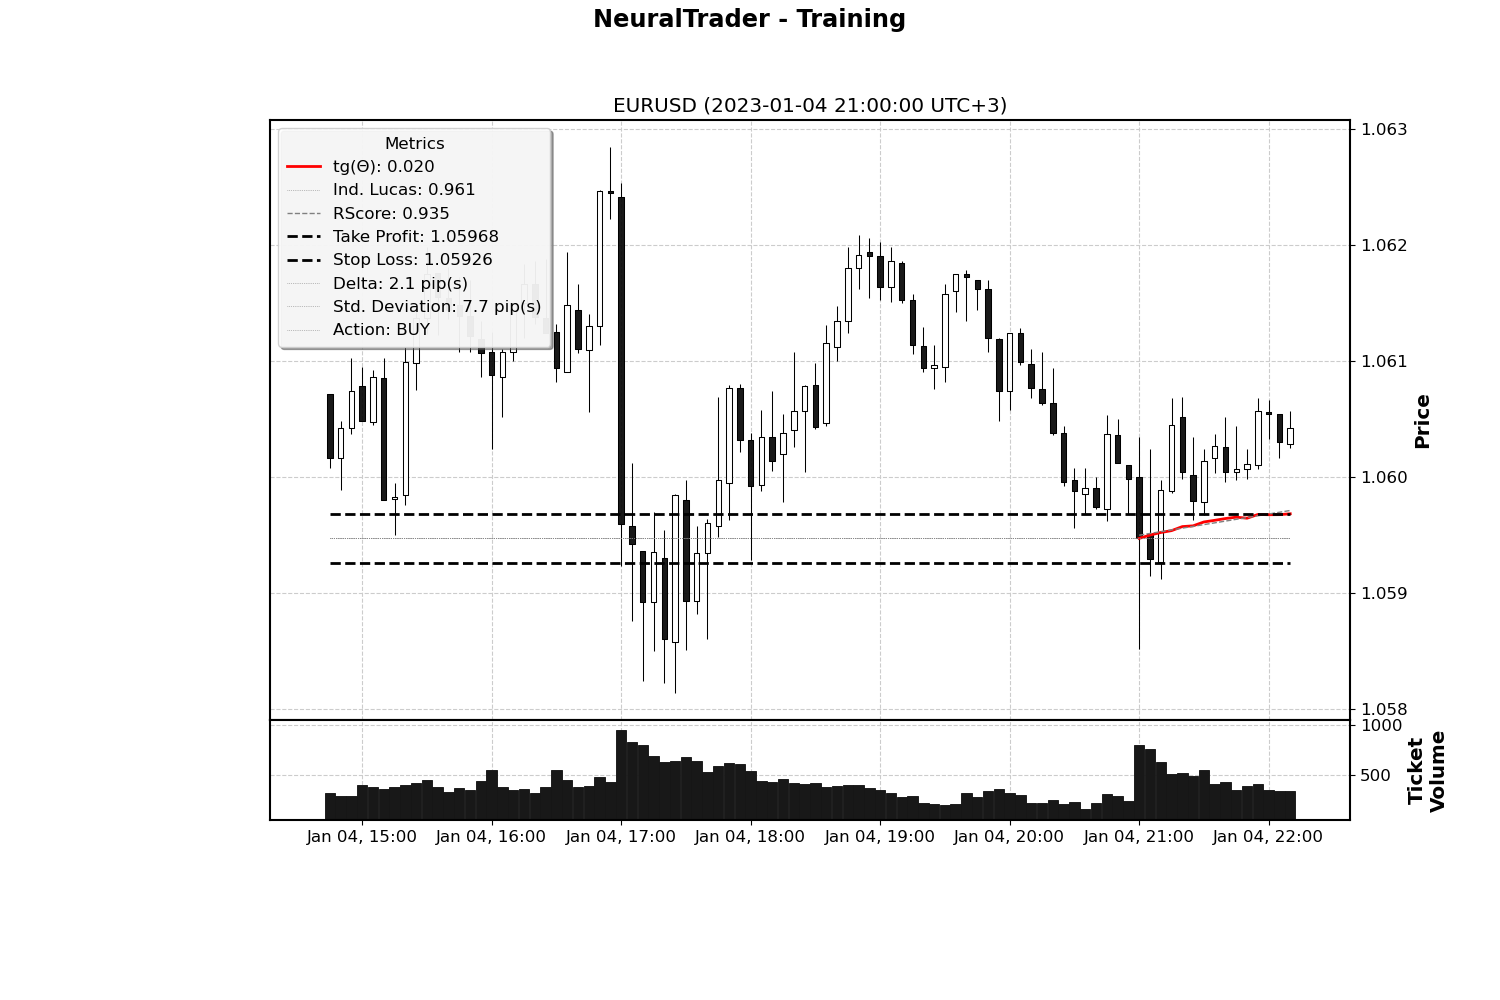 NeuralTrader - Training
EURUSD (2023-01-04 21:00:00 UTC+3)
Metrics
tg(Θ): 0.020
Ind. Lucas: 0.961
RScore: 0.935
Take Profit: 1.05968
Stop Loss: 1.05926
Delta: 2.1 pip(s)
Std. Deviation: 7.7 pip(s)
Action: BUY
1.063
1.062
1.061
1.060
1.059
1.058
Price
1000
500
Ticket
Volume
Jan 04, 15:00
Jan 04, 16:00
Jan 04, 17:00
Jan 04, 18:00
Jan 04, 19:00
Jan 04, 20:00
Jan 04, 21:00
Jan 04, 22:00